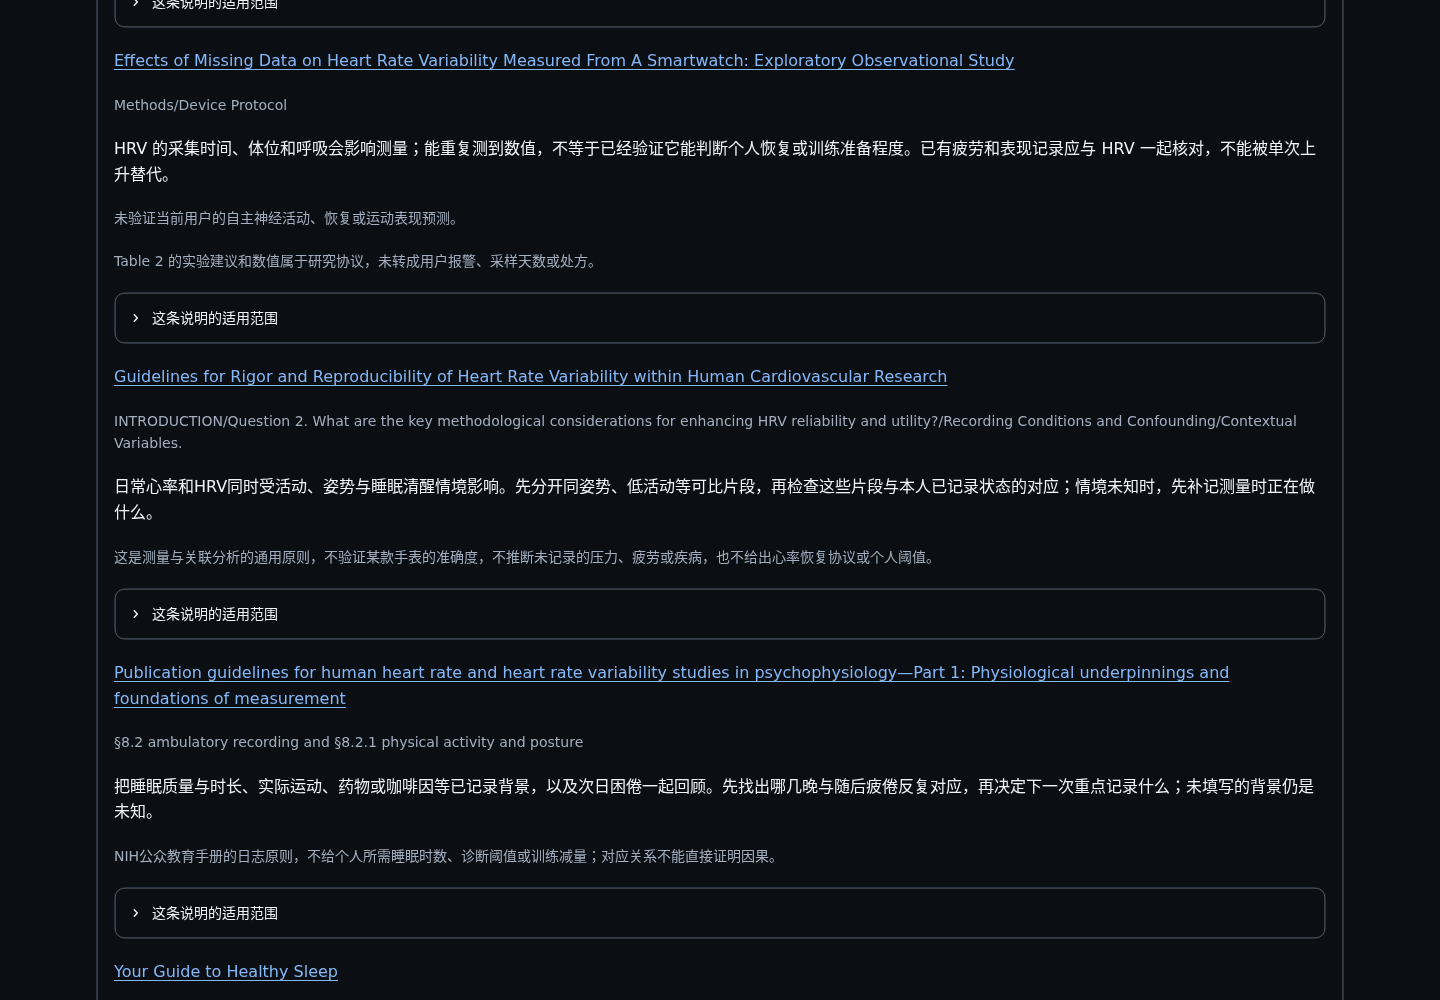 这条说明的适用范围
Effects of Missing Data on Heart Rate Variability Measured From A Smartwatch: Exploratory Observational Study
Methods/Device Protocol
HRV 的采集时间、体位和呼吸会影响测量；能重复测到数值，不等于已经验证它能判断个人恢复或训练准备程度。已有疲劳和表现记录应与 HRV 一起核对，不能被单次上
升替代。
未验证当前用户的自主神经活动、恢复或运动表现预测。
Table 2 的实验建议和数值属于研究协议，未转成用户报警、采样天数或处方。
这条说明的适用范围
Guidelines for Rigor and Reproducibility of Heart Rate Variability within Human Cardiovascular Research
INTRODUCTION/Question 2. What are the key methodological considerations for enhancing HRV reliability and utility?/Recording Conditions and Confounding/Contextual
Variables.
日常心率和HRV同时受活动、姿势与睡眠清醒情境影响。先分开同姿势、低活动等可比片段，再检查这些片段与本人已记录状态的对应；情境未知时，先补记测量时正在做
什么。
这是测量与关联分析的通用原则，不验证某款手表的准确度，不推断未记录的压力、疲劳或疾病，也不给出心率恢复协议或个人阈值。
这条说明的适用范围
Publication guidelines for human heart rate and heart rate variability studies in psychophysiology—Part 1: Physiological underpinnings and
foundations of measurement
§8.2 ambulatory recording and §8.2.1 physical activity and posture
把睡眠质量与时长、实际运动、药物或咖啡因等已记录背景，以及次日困倦一起回顾。先找出哪几晚与随后疲倦反复对应，再决定下一次重点记录什么；未填写的背景仍是
未知。
NIH公众教育手册的日志原则，不给个人所需睡眠时数、诊断阈值或训练减量；对应关系不能直接证明因果。
这条说明的适用范围
Your Guide to Healthy Sleep